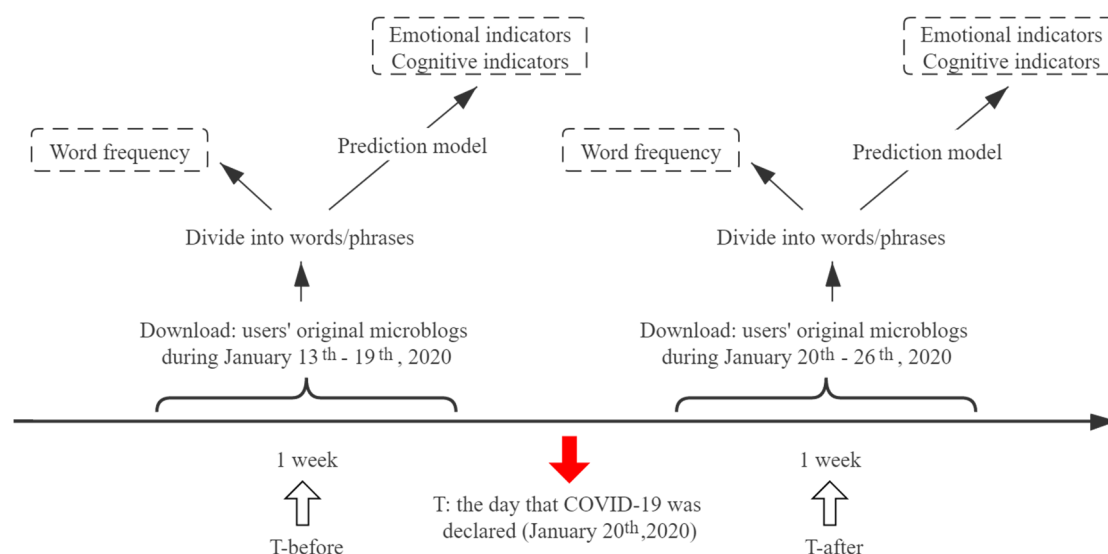 Emotional indicators
Cognitive indicators
Emotional indicators
Cognitive indicators
Word frequency
Prediction model
Word frequency
Prediction model
Divide into words/phrases
Divide into words/phrases
Download: users' original microblogs
during January 13th - 19th, 2020
Download: users' original microblogs
during January 20th - 26th, 2020
1 week
1 week
T: the day that COVID-19 was
declared (January 20th,2020)
T-before
T-after